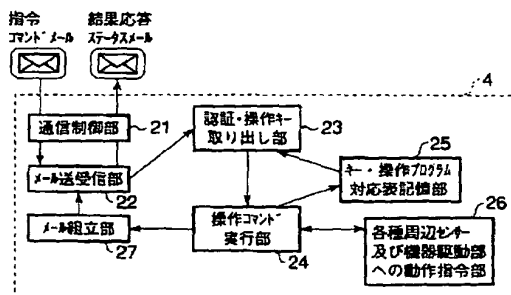 指令
コマンドメール
結果応答
ステータスメール
4
通信制御部
21
メール送受信部
22
メール組立部
27
認証・操作キー
取り出し部
23
操作コマンド
実行部
24
キー・操作プログラム
対応表記憶部
25
各種周辺センサー
及び機器駆動部
への動作指令部
26